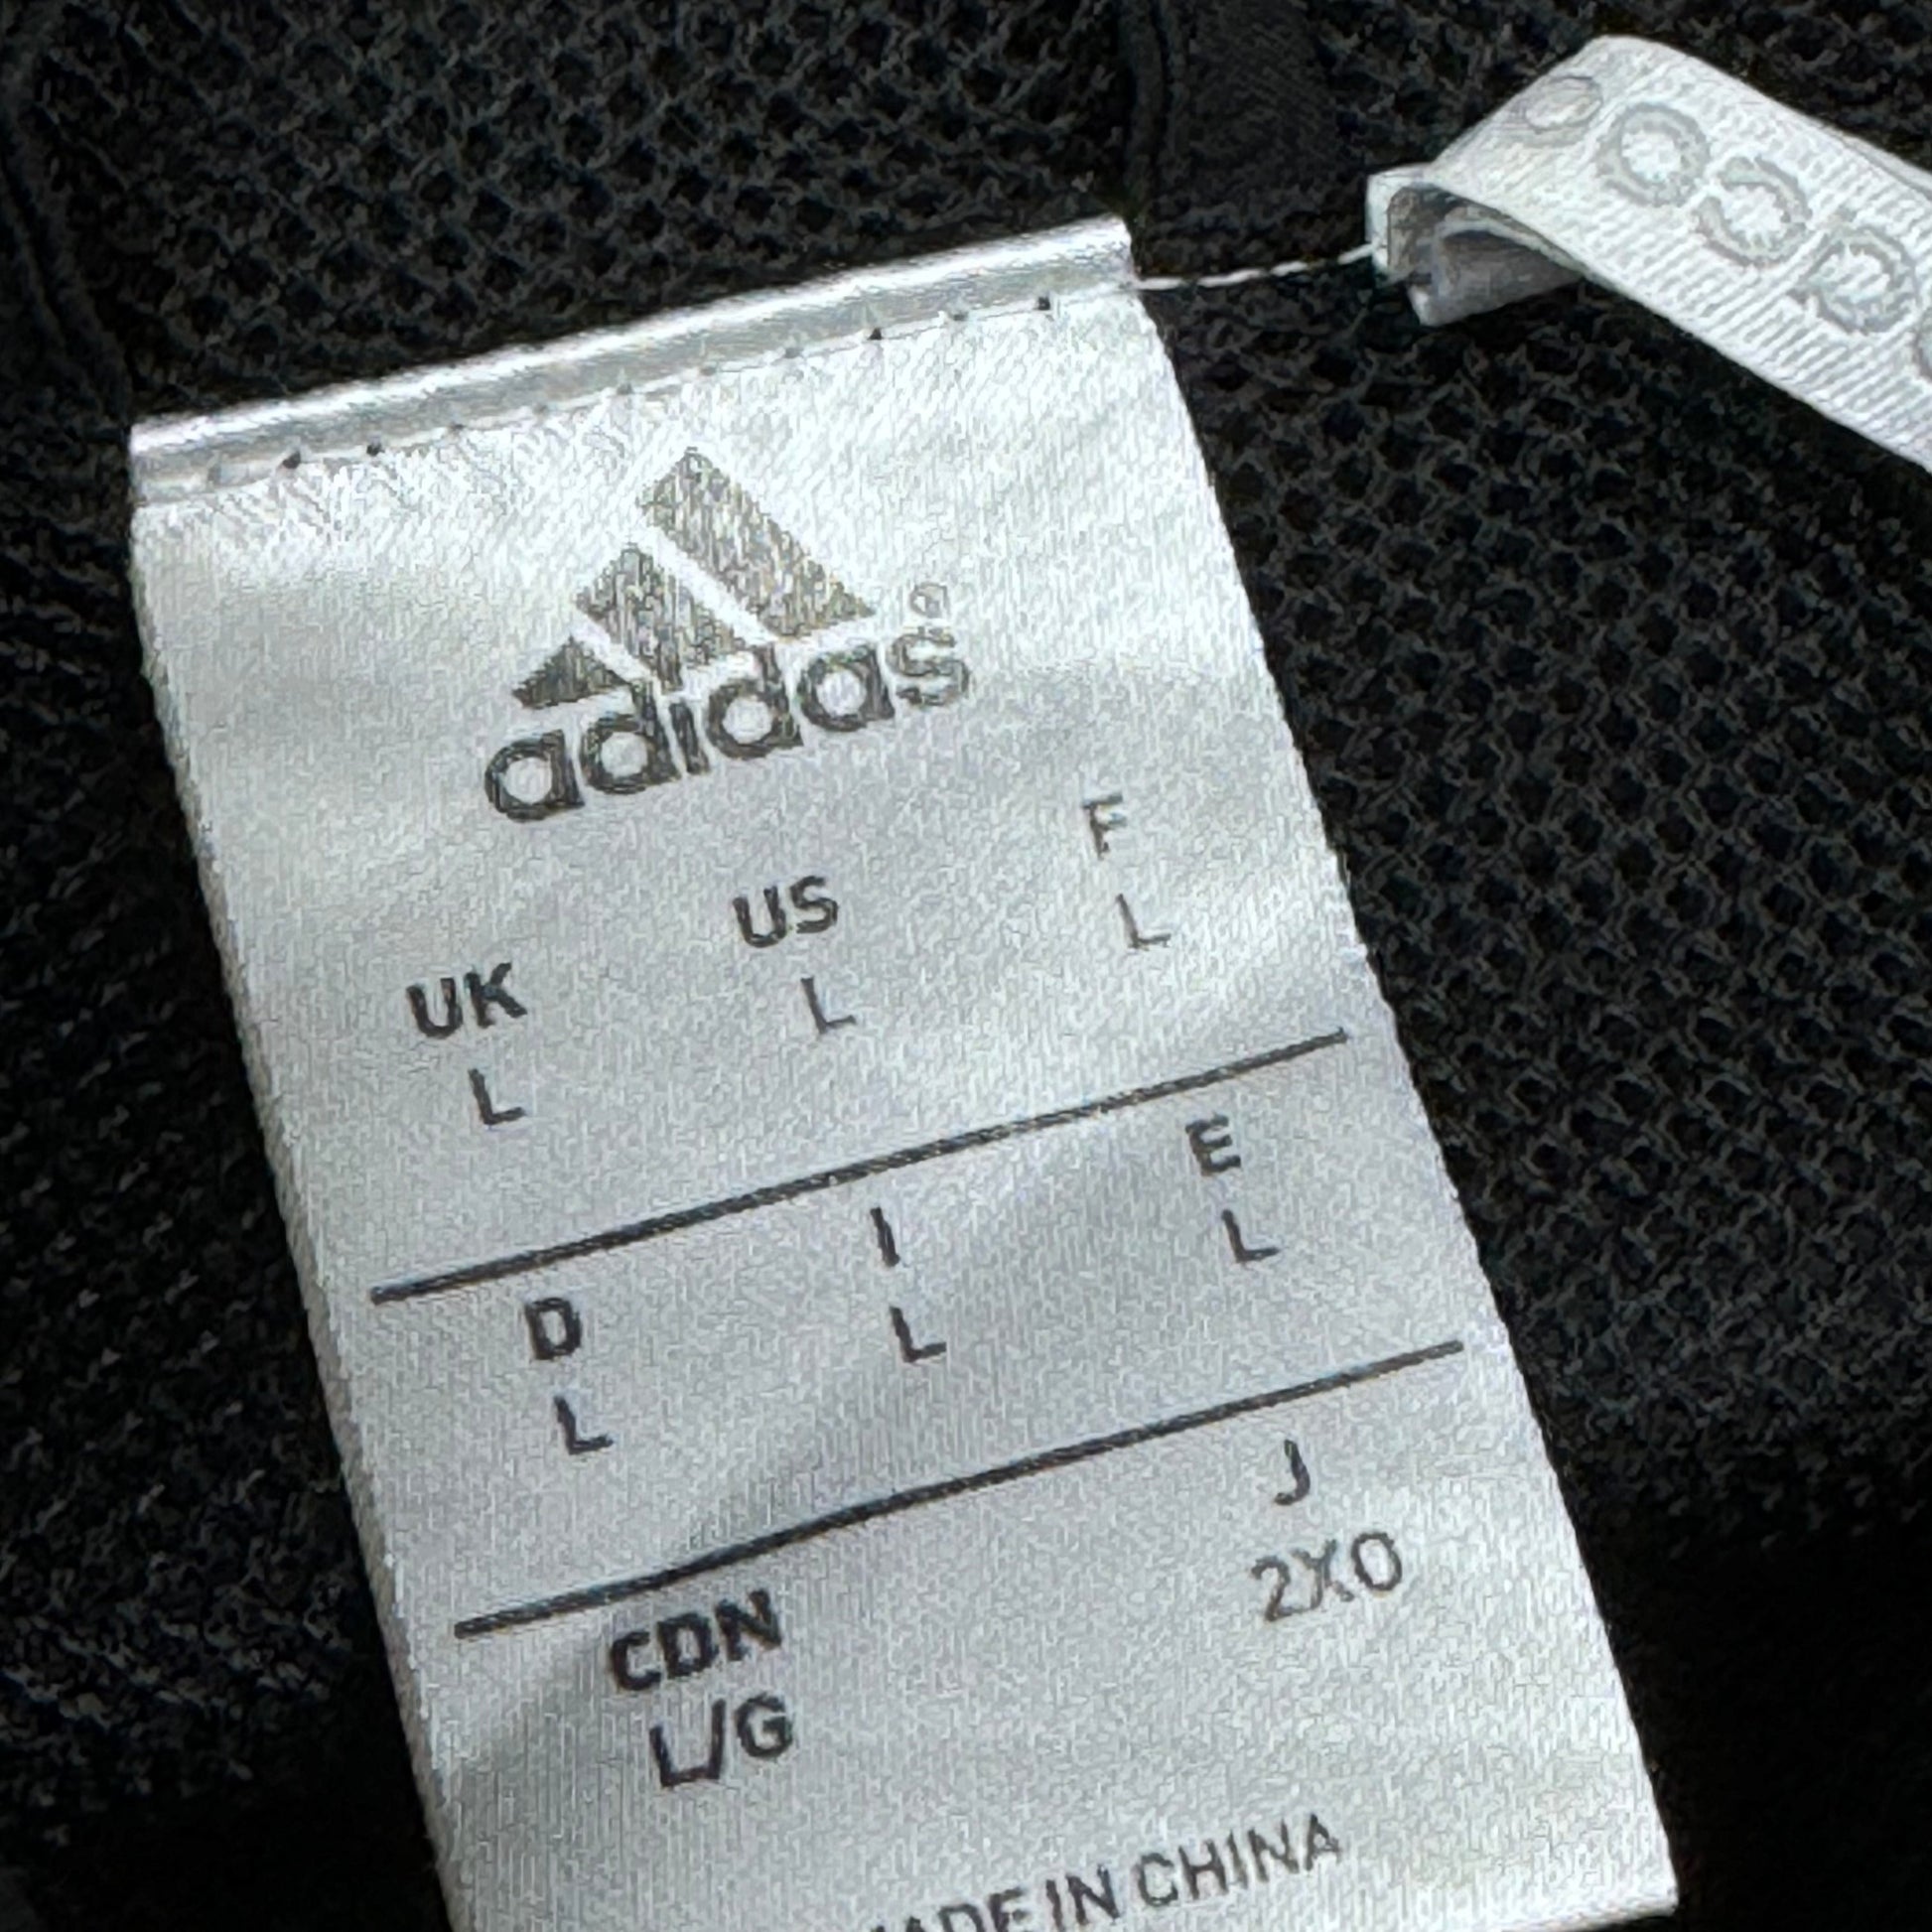 adidas®
UK US F
L L L
D I E
L L L
CDN J
L/G 2XO
MADE IN CHINA